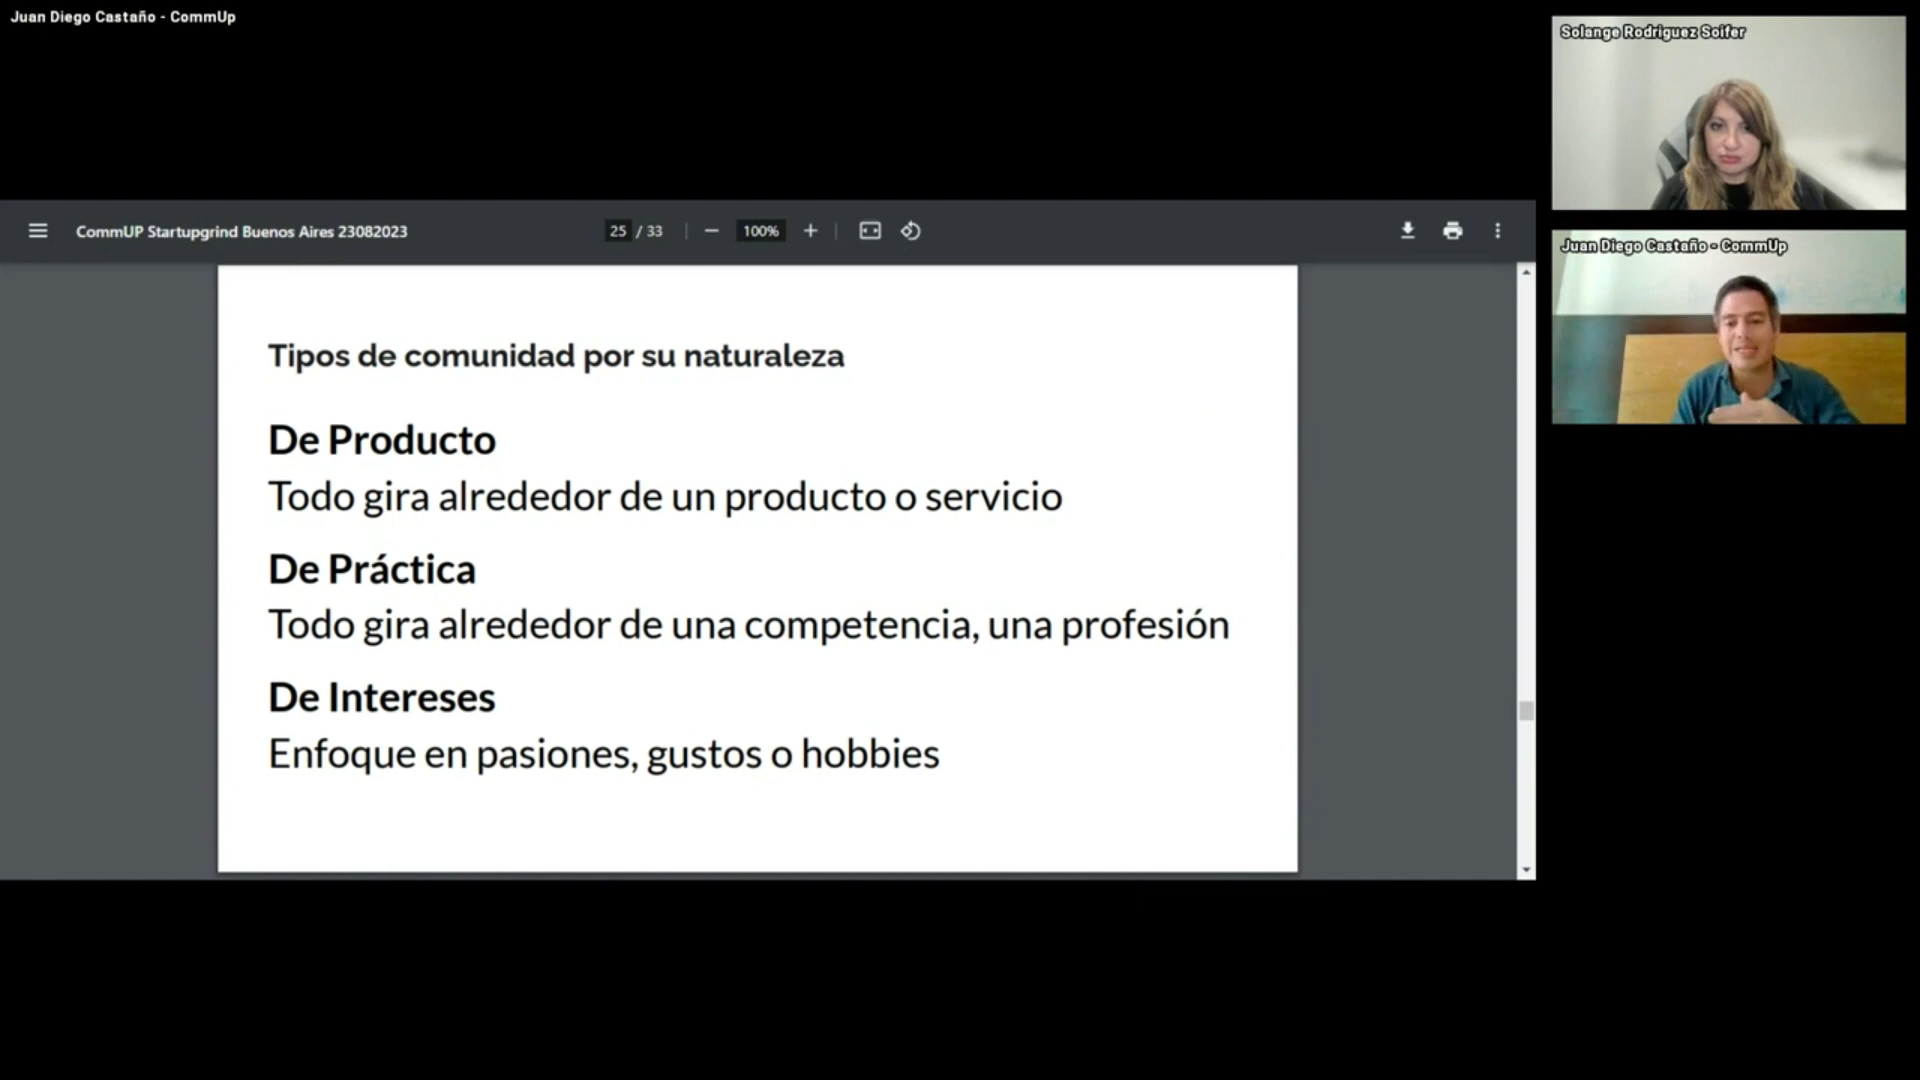 Juan Diego Castaño - CommUp
Solange Rodriguez Soifer
Juan Diego Castaño - CommUp
CommUP Startupgrind Buenos Aires 23082023
25 / 33
100%
Tipos de comunidad por su naturaleza
De Producto
Todo gira alrededor de un producto o servicio
De Práctica
Todo gira alrededor de una competencia, una profesión
De Intereses
Enfoque en pasiones, gustos o hobbies